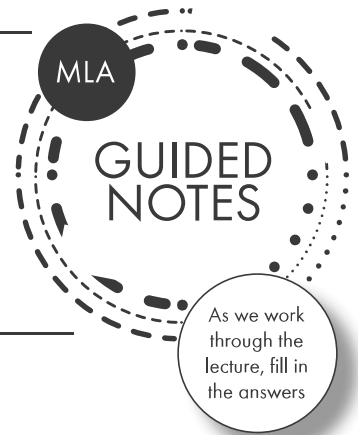 MLA
GUIDED
NOTES
As we work
through the
lecture, fill in
the answers